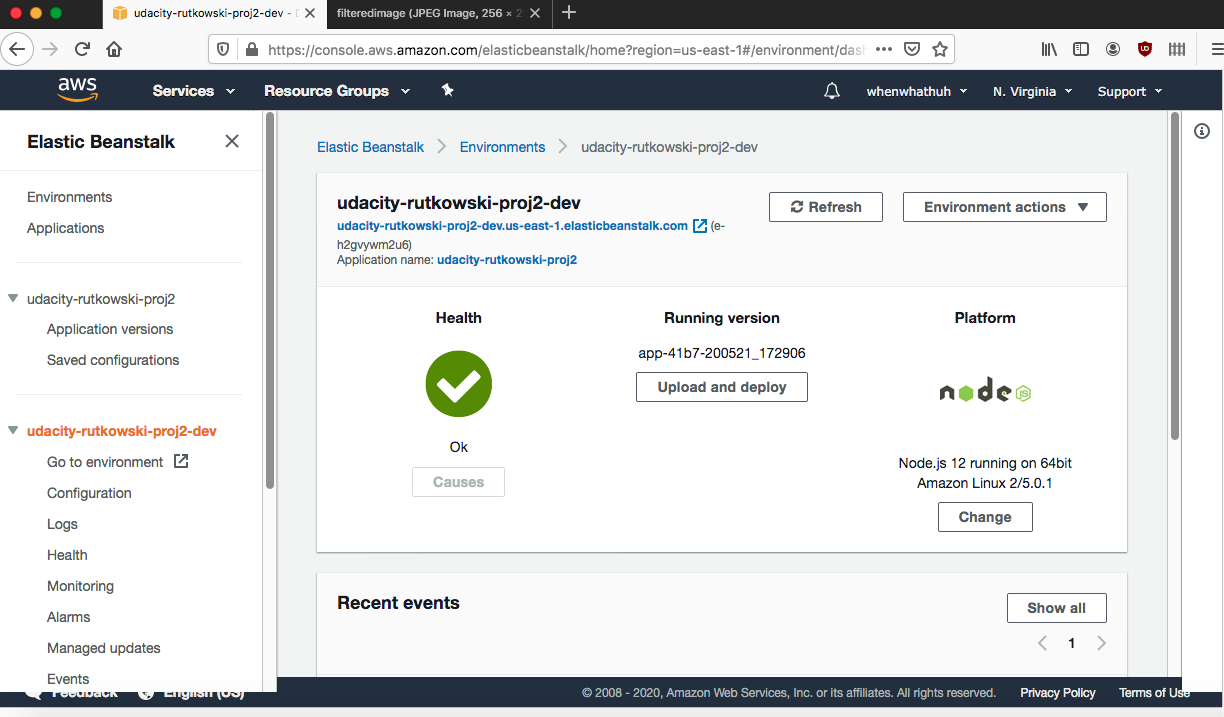 udacity-rutkowski-proj2-dev -
filteredimage (JPEG Image, 256 × 2
https://console.aws.amazon.com/elasticbeanstalk/home?region=us-east-1#/environment/das
aws
Services
Resource Groups
whenwhathuh
N. Virginia
Support
Elastic Beanstalk
Environments
Applications
udacity-rutkowski-proj2
Application versions
Saved configurations
udacity-rutkowski-proj2-dev
Go to environment
Configuration
Logs
Health
Monitoring
Alarms
Managed updates
Events
Elastic Beanstalk
Environments
udacity-rutkowski-proj2-dev
udacity-rutkowski-proj2-dev
udacity-rutkowski-proj2-dev.us-east-1.elasticbeanstalk.com (e-
h2gvywm2u6)
Application name: udacity-rutkowski-proj2
Refresh
Environment actions
Health
Ok
Causes
Running version
app-41b7-200521_172906
Upload and deploy
Platform
node JS
Node.js 12 running on 64bit
Amazon Linux 2/5.0.1
Change
Recent events
Show all
1
Feedback
English (US)
© 2008 - 2020, Amazon Web Services, Inc. or its affiliates. All rights reserved.
Privacy Policy
Terms of Use